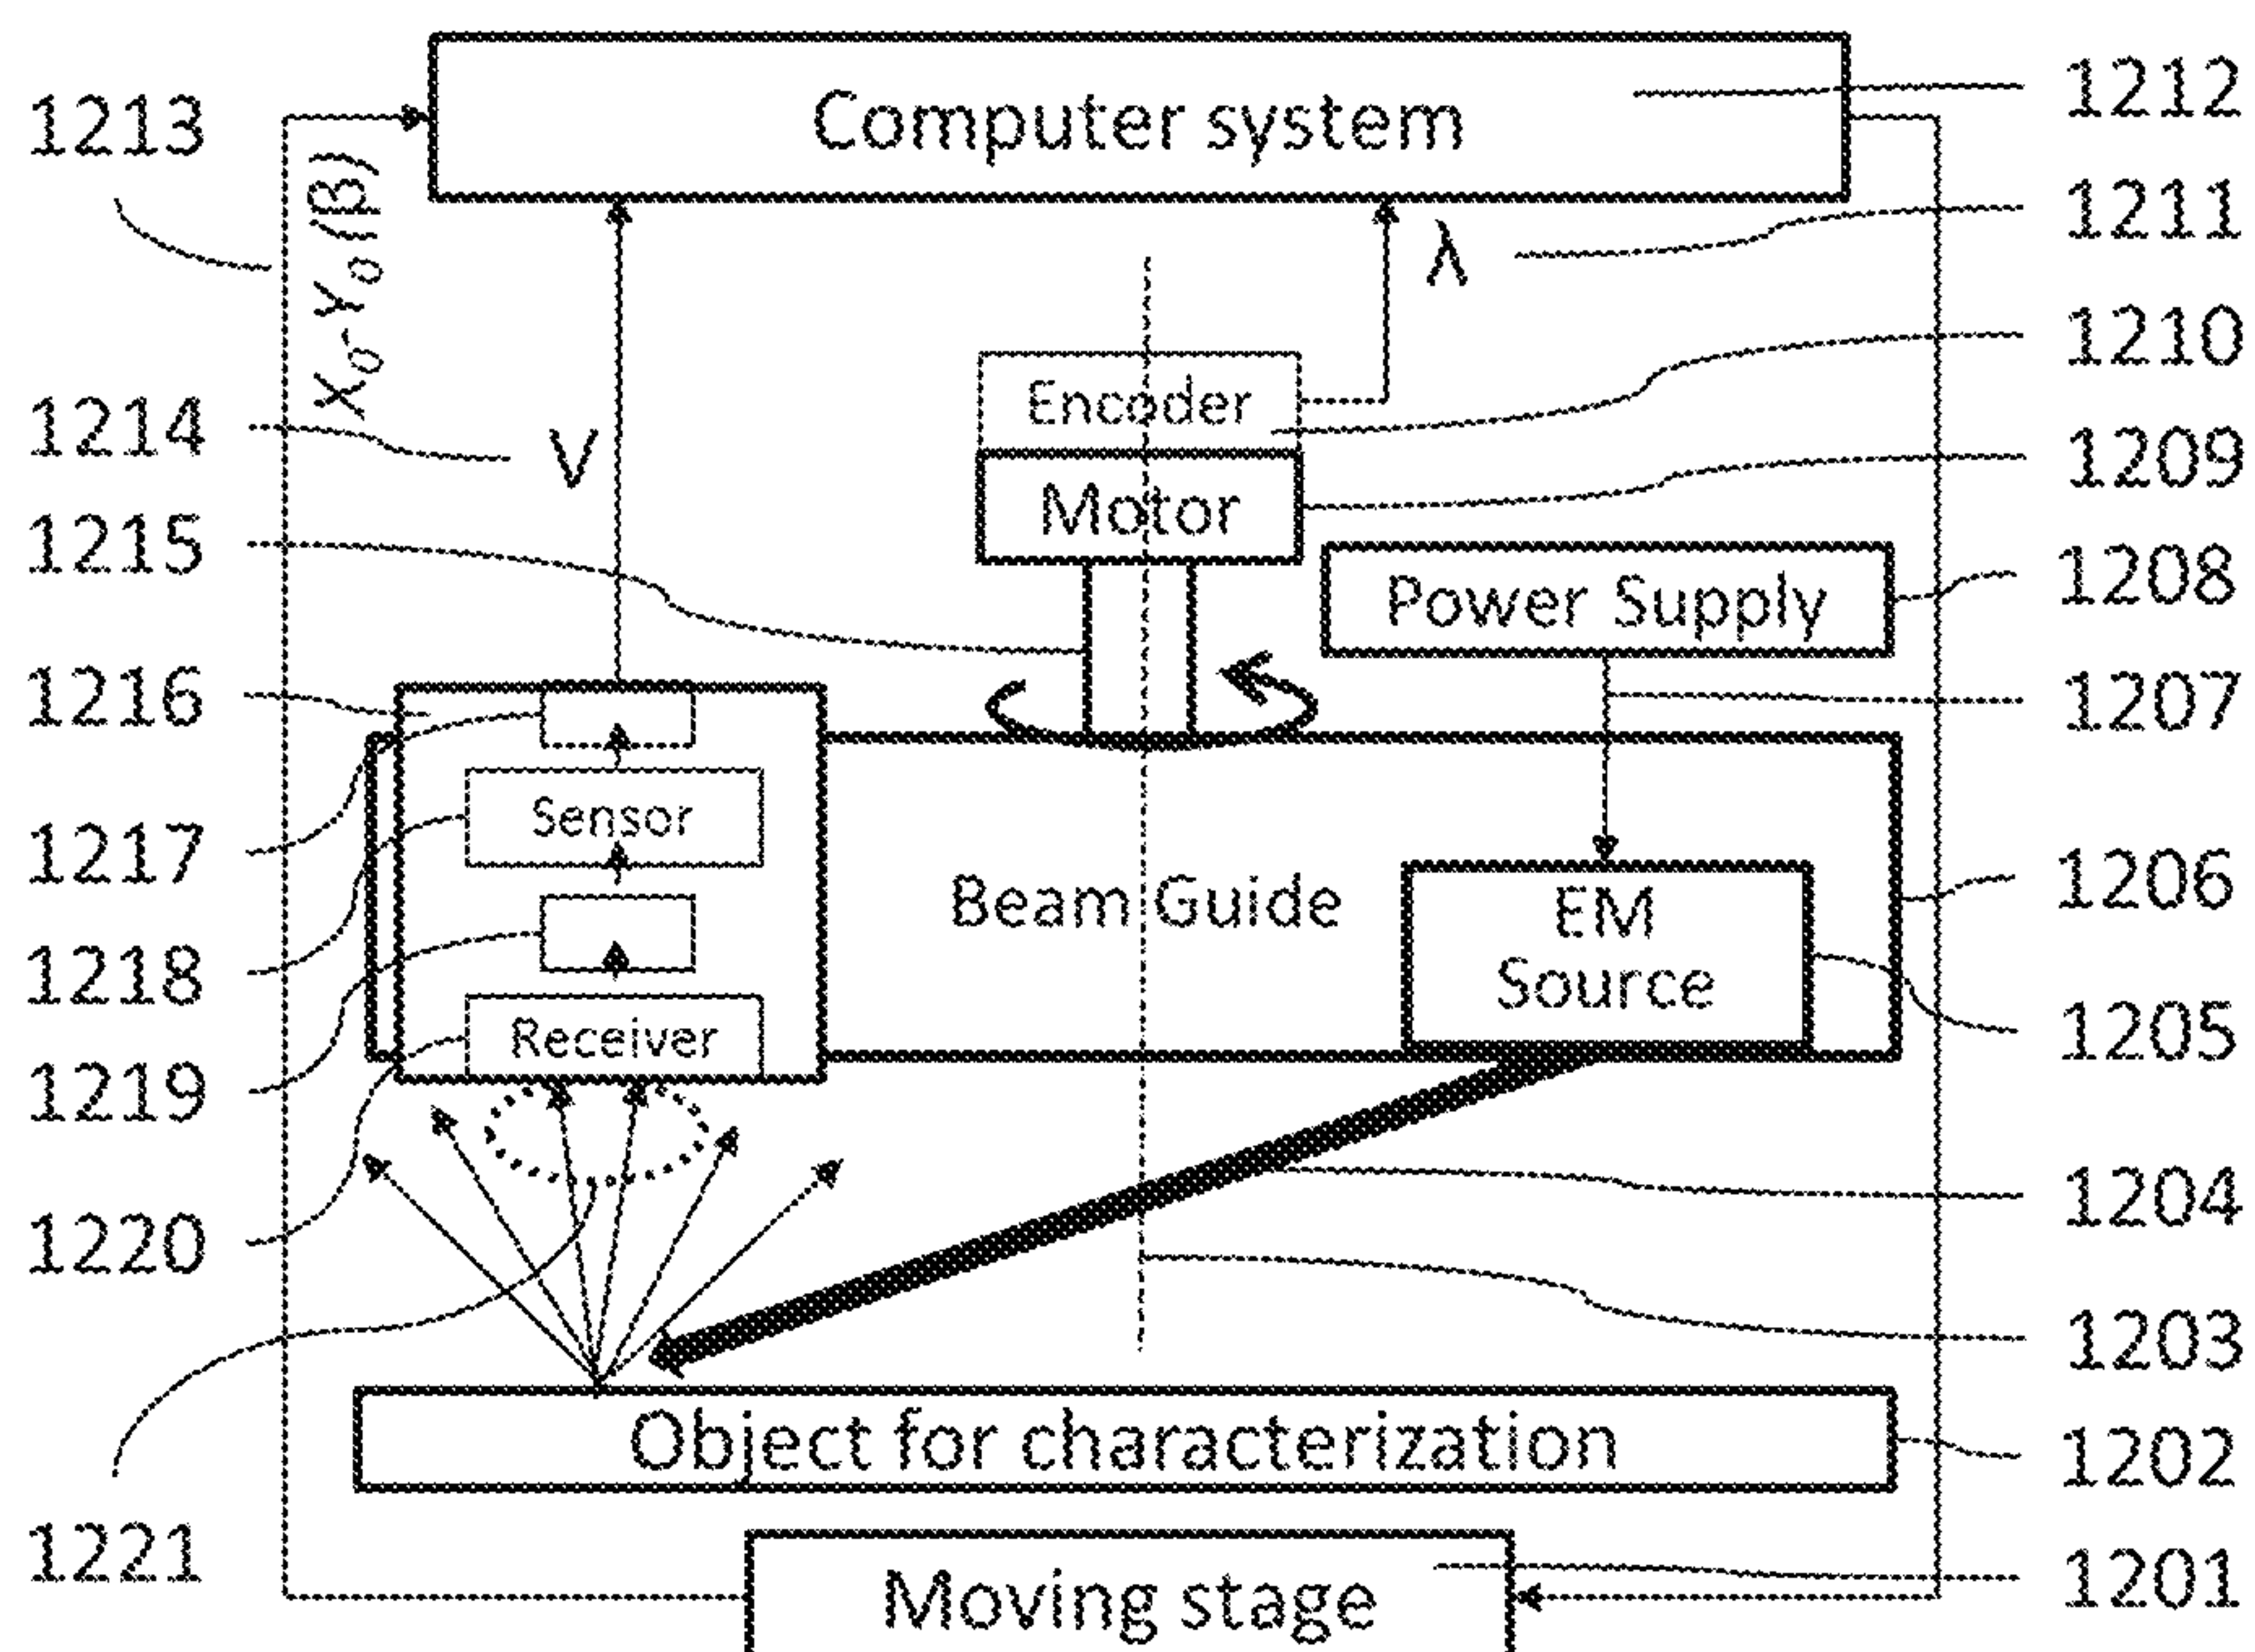 Computer system
1212
1213
X₀-Y₀(β)
λ
1211
1210
Encoder
1214
V
1209
Motor
1215
1208
Power Supply
1216
1207
Sensor
1217
1206
Beam Guide
EM
Source
1218
1205
Receiver
1219
1204
1220
1203
Object for characterization
1202
1221
Moving stage
1201